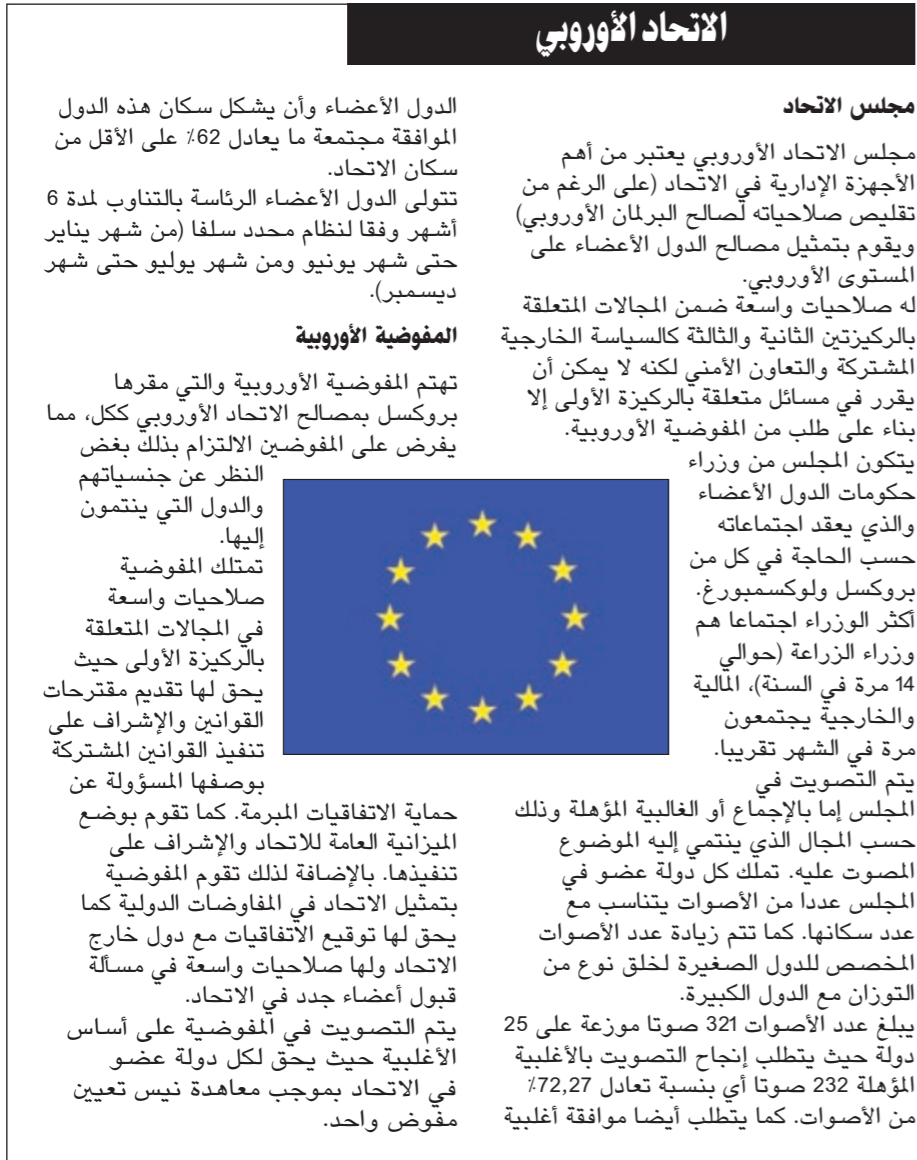 الاتحاد الأوروبي
مجلس الاتحاد
مجلس الاتحاد الأوروبي يعتبر من أهم
الأجهزة الإدارية في الاتحاد (على الرغم من
تقليص صلاحياته لصالح البرلمان الأوروبي)
ويقوم بتمثيل مصالح الدول الأعضاء على
المستوى الأوروبي.
له صلاحيات واسعة ضمن المجالات المتعلقة
بالركيزتين الثانية والثالثة كالسياسة الخارجية
المشتركة والتعاون الأمني لكنه لا يمكن أن
يقرر في مسائل متعلقة بالركيزة الأولى إلا
بناء على طلب من المفوضية الأوروبية.
يتكون المجلس من وزراء
حكومات الدول الأعضاء
والذي يعقد اجتماعاته
حسب الحاجة في كل من
بروكسل ولوكسمبورغ.
أكثر الوزراء اجتماعا هم
وزراء الزراعة (حوالي
14 مرة في السنة)، المالية
والخارجية يجتمعون
مرة في الشهر تقريبا.
يتم التصويت في
المجلس إما بالإجماع أو الغالبية المؤهلة وذلك
حسب المجال الذي ينتمي إليه الموضوع
المصوت عليه. تملك كل دولة عضو في
المجلس عددا من الأصوات يتناسب مع
عدد سكانها. كما تتم زيادة عدد الأصوات
المخصص للدول الصغيرة لخلق نوع من
التوزان مع الدول الكبيرة.
يبلغ عدد الأصوات 321 صوتا موزعة على 25
دولة حيث يتطلب إنجاح التصويت بالأغلبية
المؤهلة 232 صوتا أي بنسبة تعادل 72,27٪
من الأصوات. كما يتطلب أيضا موافقة أغلبية
الدول الأعضاء وأن يشكل سكان هذه الدول
الموافقة مجتمعة ما يعادل 62٪ على الأقل من
سكان الاتحاد.
تتولى الدول الأعضاء الرئاسة بالتناوب لمدة 6
أشهر وفقا لنظام محدد سلفا (من شهر يناير
حتى شهر يونيو ومن شهر يوليو حتى شهر
ديسمبر).
المفوضية الأوروبية
تهتم المفوضية الأوروبية والتي مقرها
بروكسل بمصالح الاتحاد الأوروبي ككل، مما
يفرض على المفوضين الالتزام بذلك بغض
النظر عن جنسياتهم
والدول التي ينتمون
إليها.
تمتلك المفوضية
صلاحيات واسعة
في المجالات المتعلقة
بالركيزة الأولى حيث
يحق لها تقديم مقترحات
القوانين والإشراف على
تنفيذ القوانين المشتركة
بوصفها المسؤولة عن
حماية الاتفاقيات المبرمة. كما تقوم بوضع
الميزانية العامة للاتحاد والإشراف على
تنفيذها. بالإضافة لذلك تقوم المفوضية
بتمثيل الاتحاد في المفاوضات الدولية كما
يحق لها توقيع الاتفاقيات مع دول خارج
الاتحاد ولها صلاحيات واسعة في مسألة
قبول أعضاء جدد في الاتحاد.
يتم التصويت في المفوضية على أساس
الأغلبية حيث يحق لكل دولة عضو
في الاتحاد بموجب معاهدة نيس تعيين
مفوض واحد.